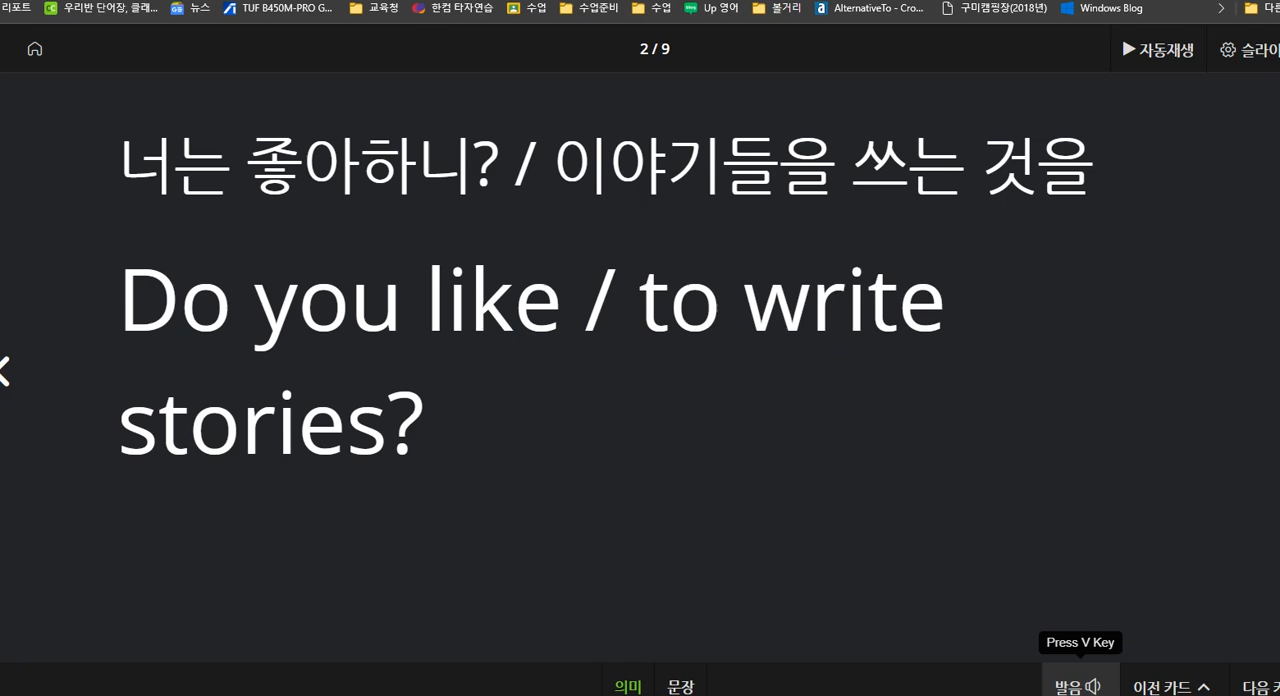 리포트 우리반 단어장, 클래... 뉴스 TUF B450M-PRO G... 교육청 한컴 타자연습 수업 수업준비 수업 Up 영어 볼거리 AlternativeTo - Cro... 구미캠핑장(2018년) Windows Blog
2 / 9 자동재생
너는 좋아하니? / 이야기들을 쓰는 것을
Do you like / to write
stories?
Press V Key
의미 문장 발음 이전 카드 다음